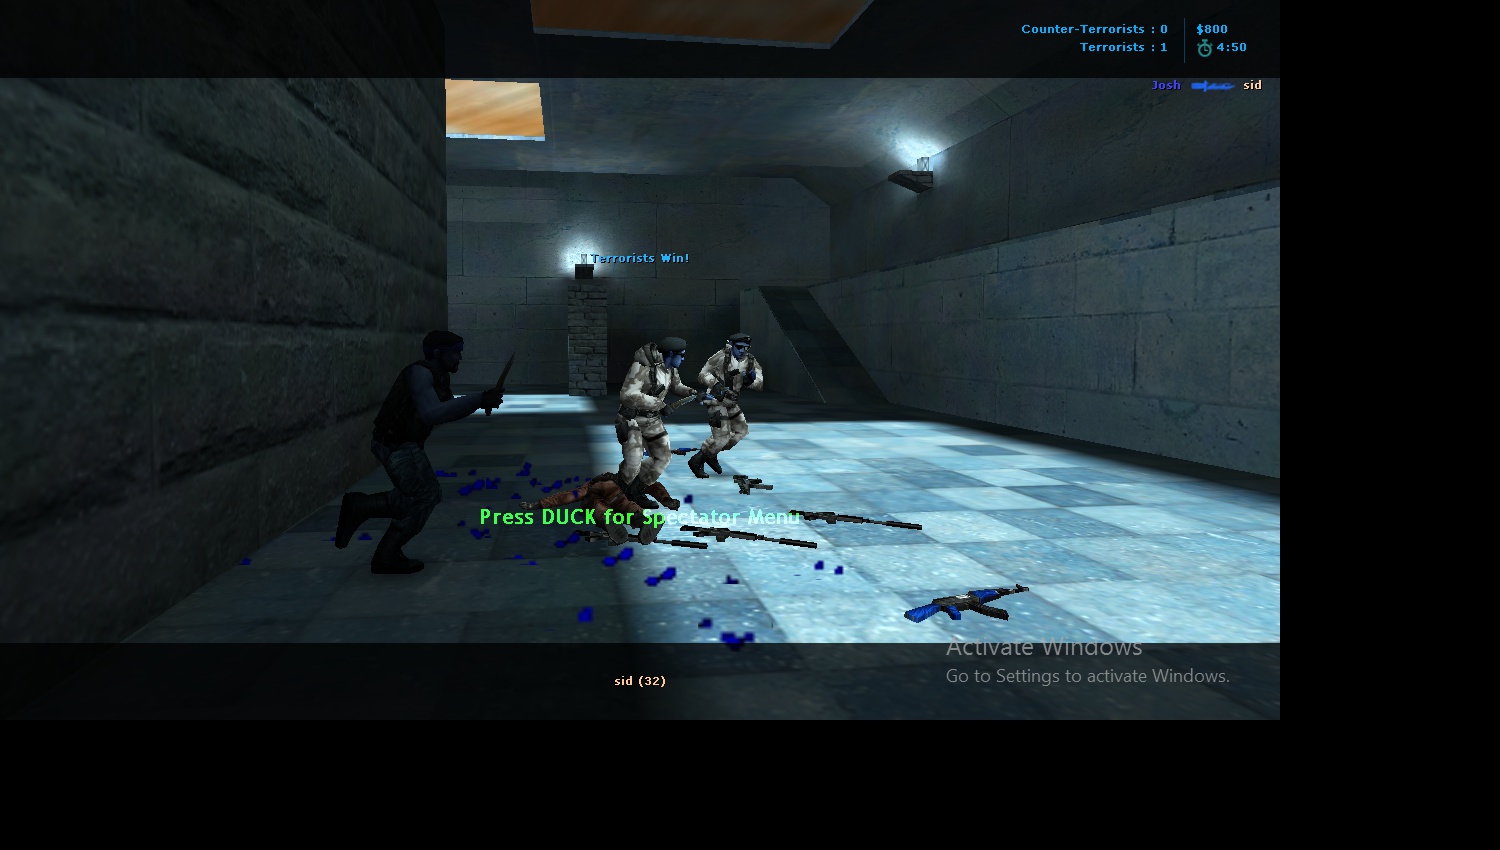 Counter-Terrorists : 0
$800
Terrorists : 1
4:50
Josh sid
Terrorists Win!
Press DUCK for Spectator Menu
Activate Windows
Go to Settings to activate Windows.
sid (32)